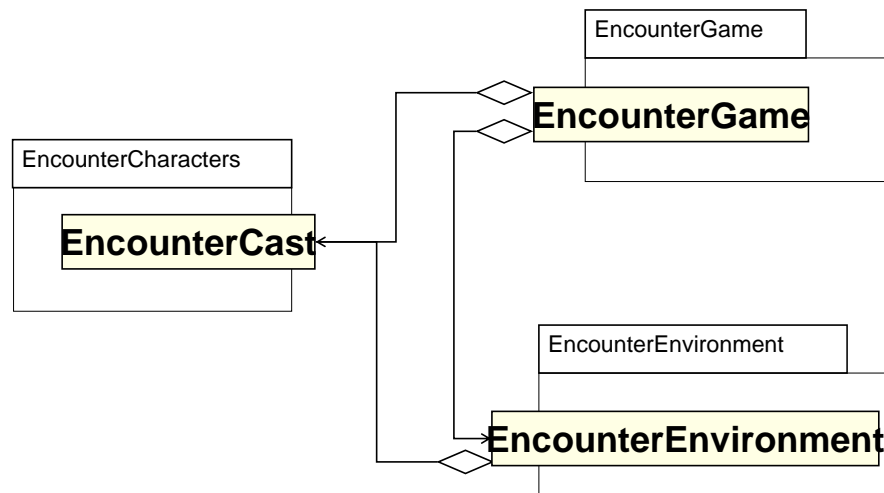 EncounterGame
EncounterGame
EncounterCharacters
EncounterCast
EncounterEnvironment
EncounterEnvironment